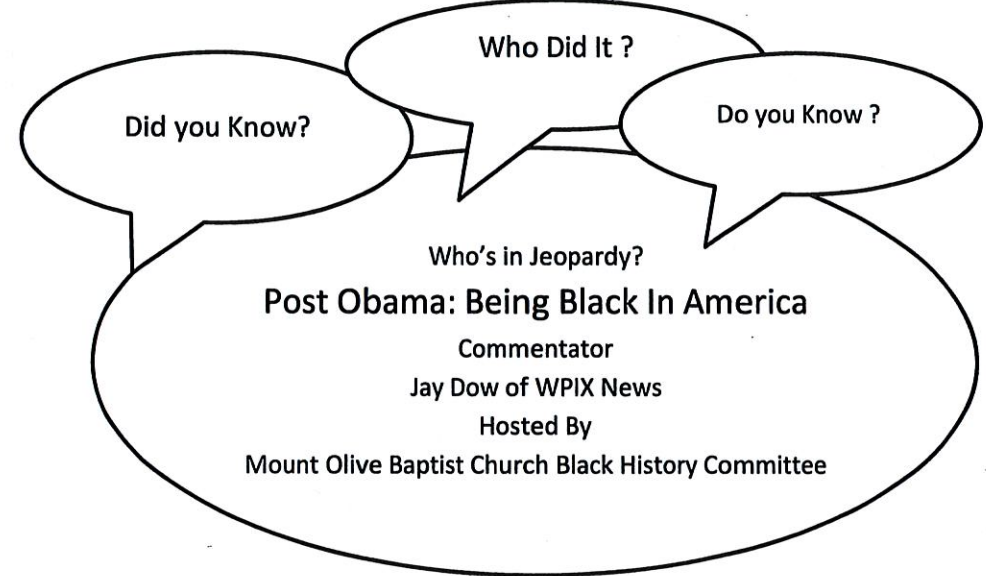 Who Did It ?
Did you Know?
Do you Know ?
Who's in Jeopardy?
Post Obama: Being Black In America
Commentator
Jay Dow of WPIX News
Hosted By
Mount Olive Baptist Church Black History Committee